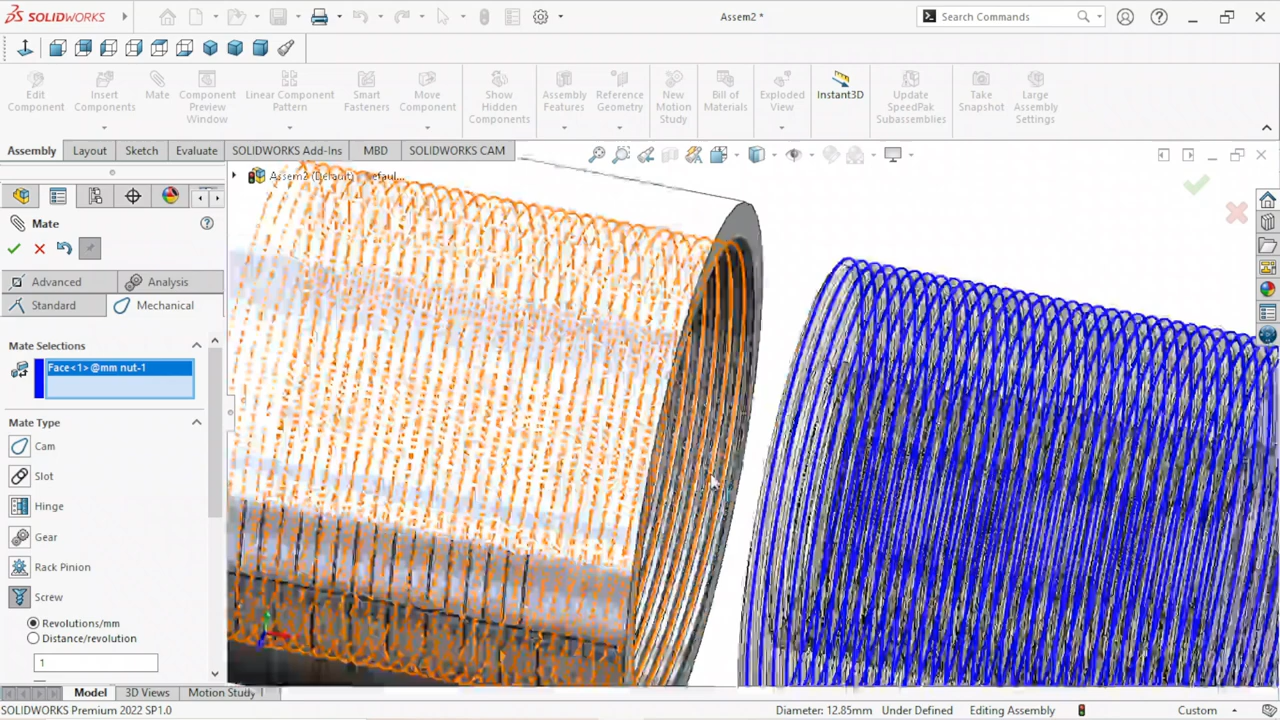 SOLIDWORKS
Assem2 *
Search Commands
Edit Component
Insert Components
Mate
Component Preview Window
Linear Component Pattern
Smart Fasteners
Move Component
Show Hidden Components
Assembly Features
Reference Geometry
New Motion Study
Bill of Materials
Exploded View
Instant3D
Update SpeedPak Subassemblies
Take Snapshot
Large Assembly Settings
Assembly
Layout
Sketch
Evaluate
SOLIDWORKS Add-Ins
MBD
SOLIDWORKS CAM
Assem2 (Default)
Mate
Advanced
Analysis
Standard
Mechanical
Mate Selections
Face<1>@mm nut-1
Mate Type
Cam
Slot
Hinge
Gear
Rack Pinion
Screw
Revolutions/mm
Distance/revolution
1
Model
3D Views
Motion Study
SOLIDWORKS Premium 2022 SP1.0
Diameter: 12.85mm
Under Defined
Editing Assembly
Custom